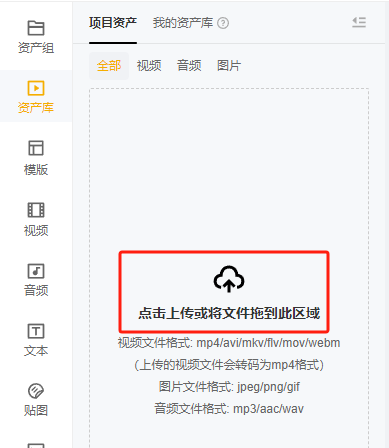 项目资产 我的资产库
资产组
全部 视频 音频 图片
资产库
模版
视频
音频
点击上传或将文件拖到此区域
视频文件格式: mp4/avi/mkv/flv/mov/webm
文本
（上传的视频文件会转码为mp4格式）
图片文件格式: jpeg/png/gif
贴图
音频文件格式: mp3/aac/wav